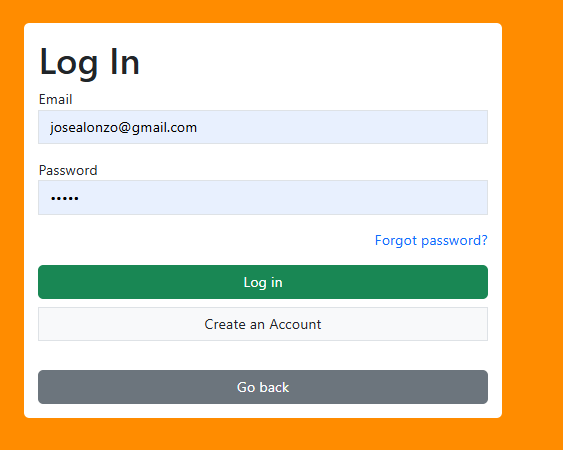 Log In
Email
josealonzo@gmail.com
Password
•••••
Forgot password?
Log in
Create an Account
Go back